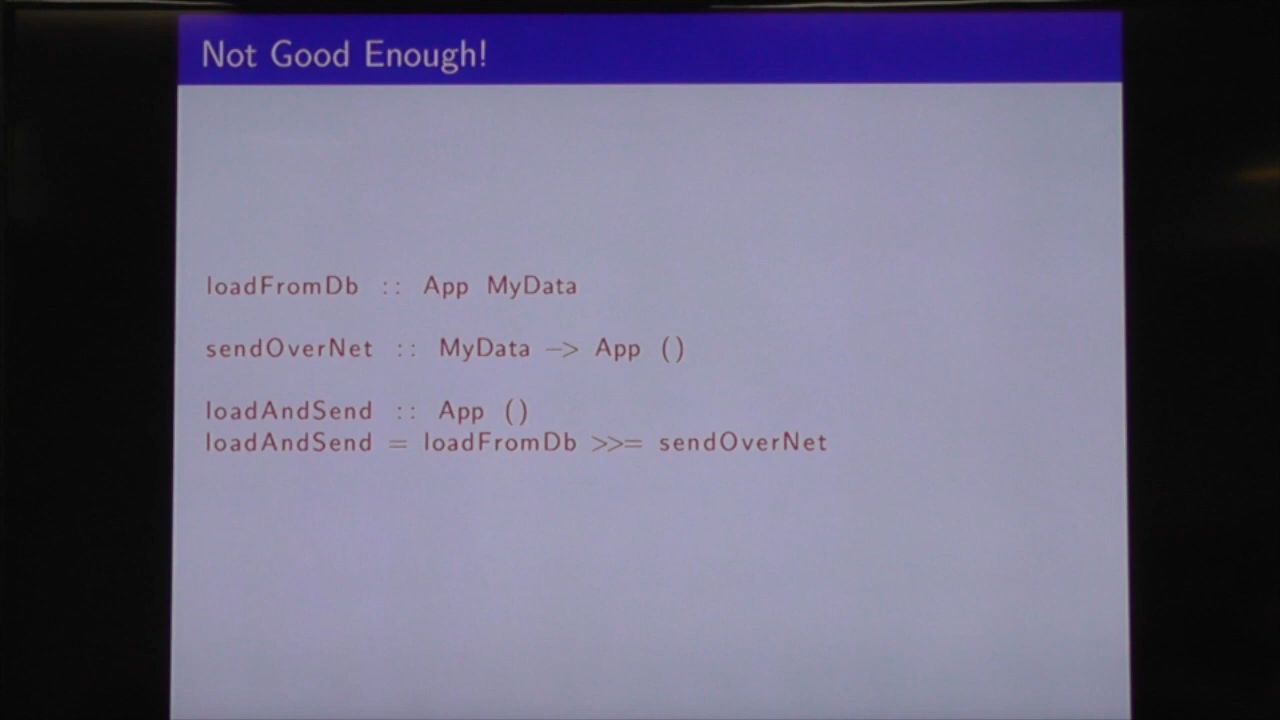 Not Good Enough!
loadFromDb :: App MyData
sendOverNet :: MyData -> App ()
loadAndSend :: App ()
loadAndSend = loadFromDb >>= sendOverNet